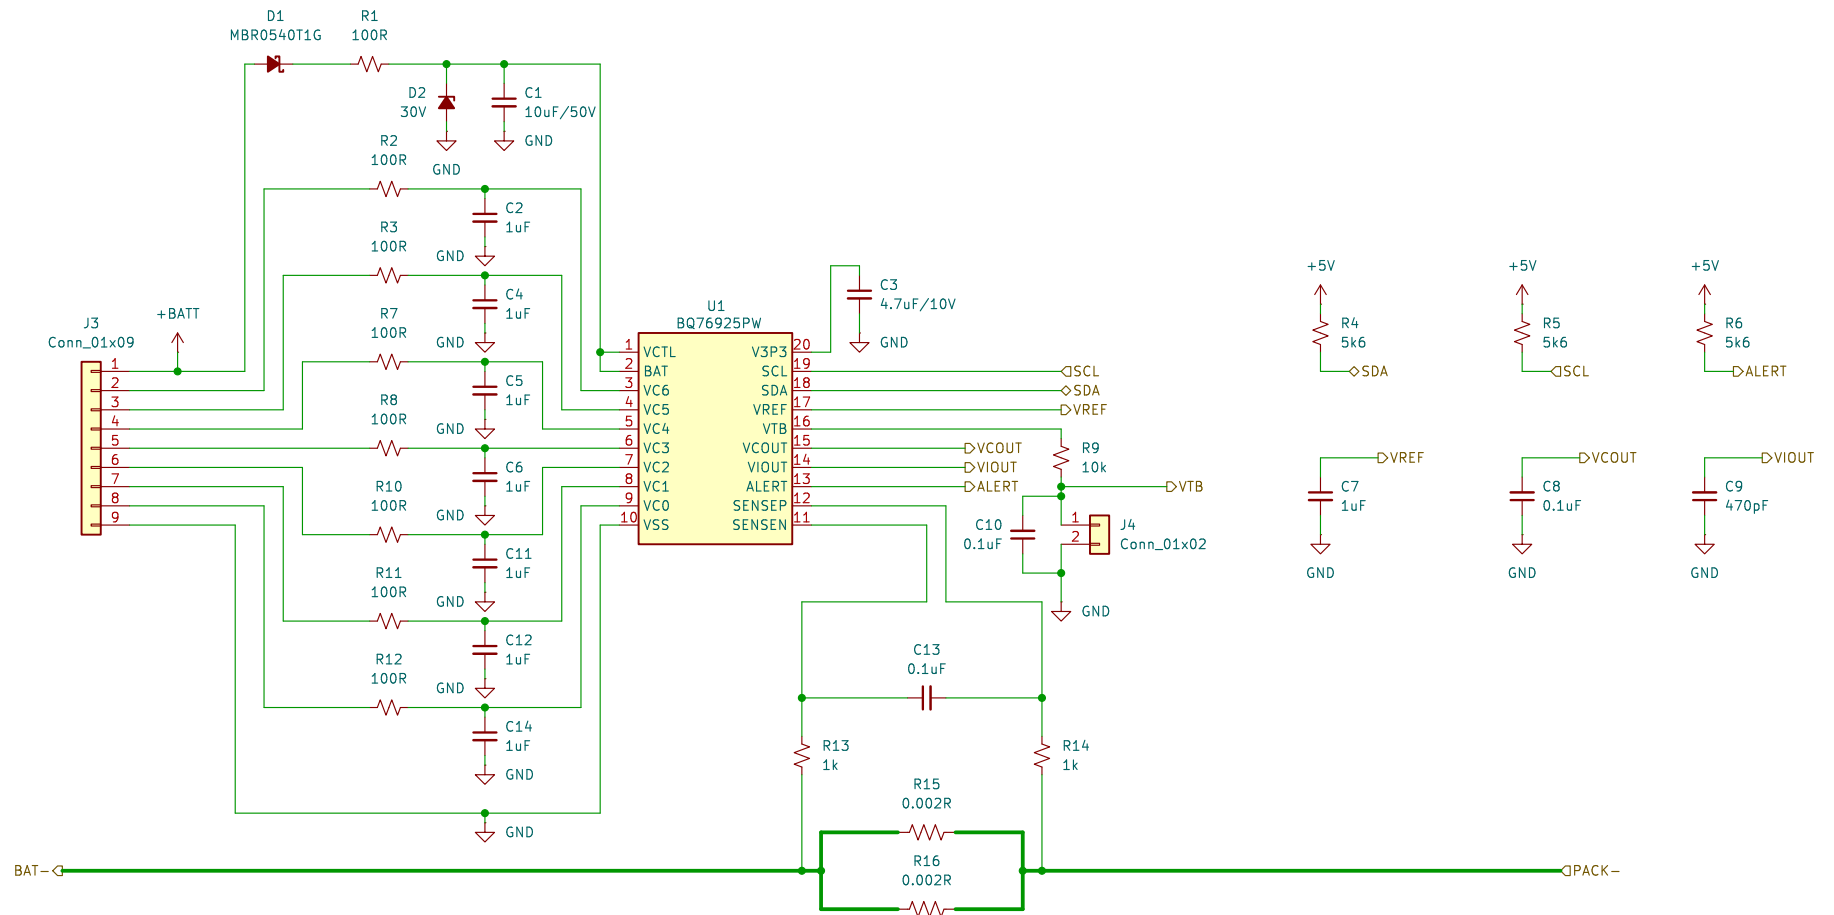 D1
MBR0540T1G
R1
100R
D2
30V
C1
10uF/50V
GND
GND
R2
100R
C2
1uF
GND
R3
100R
C4
1uF
GND
R7
100R
C5
1uF
GND
R8
100R
C6
1uF
GND
R10
100R
C11
1uF
GND
R11
100R
C12
1uF
GND
R12
100R
C14
1uF
GND
GND
+BATT
J3
Conn_01x09
1
2
3
4
5
6
7
8
9
U1
BQ76925PW
1 VCTL
2 BAT
3 VC6
4 VC5
5 VC4
6 VC3
7 VC2
8 VC1
9 VC0
10 VSS
V3P3 20
SCL 19
SDA 18
VREF 17
VTB 16
VCOUT 15
VIOUT 14
ALERT 13
SENSEP 12
SENSEN 11
C3
4.7uF/10V
GND
SCL
SDA
VREF
VCOUT
VIOUT
ALERT
R9
10k
VTB
C10
0.1uF
1
2
J4
Conn_01x02
GND
C13
0.1uF
R13
1k
R14
1k
R15
0.002R
R16
0.002R
BAT-
PACK-
+5V
R4
5k6
SDA
+5V
R5
5k6
SCL
+5V
R6
5k6
ALERT
VREF
C7
1uF
GND
VCOUT
C8
0.1uF
GND
VIOUT
C9
470pF
GND